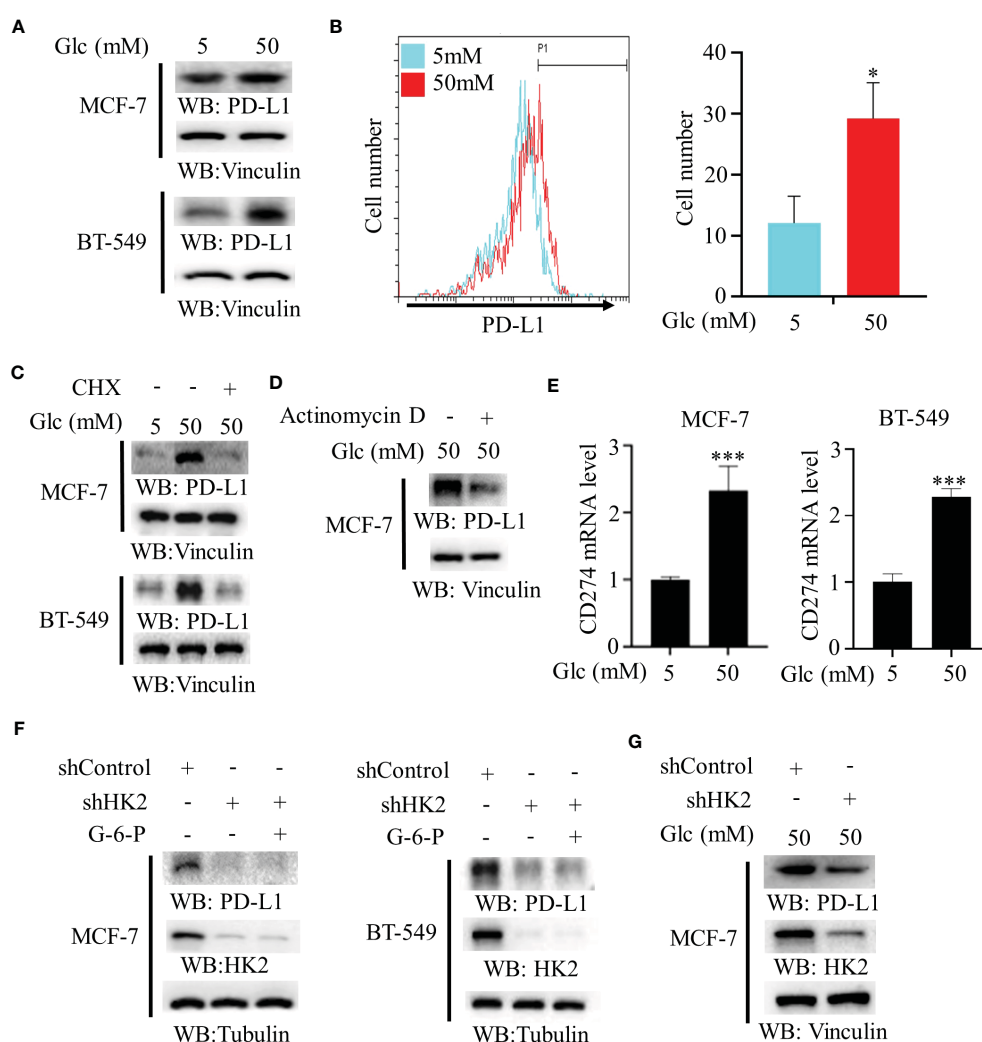 A
Glc (mM) 5 50
MCF-7
WB: PD-L1
WB:Vinculin
BT-549
WB: PD-L1
WB:Vinculin
B
5mM
50mM
P1
Cell number
PD-L1
Cell number
40
30
20
10
0
*
Glc (mM) 5 50
C
CHX - - +
Glc (mM) 5 50 50
MCF-7
WB: PD-L1
WB:Vinculin
BT-549
WB: PD-L1
WB:Vinculin
D
Actinomycin D - +
Glc (mM) 50 50
MCF-7
WB: PD-L1
WB: Vinculin
E
MCF-7
CD274 mRNA level
3
2
1
0
***
Glc (mM) 5 50
BT-549
CD274 mRNA level
3
2
1
0
***
Glc (mM) 5 50
F
shControl + - -
shHK2 - + +
G-6-P - - +
MCF-7
WB: PD-L1
WB:HK2
WB:Tubulin
shControl + - -
shHK2 - + +
G-6-P - - +
BT-549
WB: PD-L1
WB: HK2
WB:Tubulin
G
shControl + -
shHK2 - +
Glc (mM) 50 50
MCF-7
WB: PD-L1
WB: HK2
WB: Vinculin